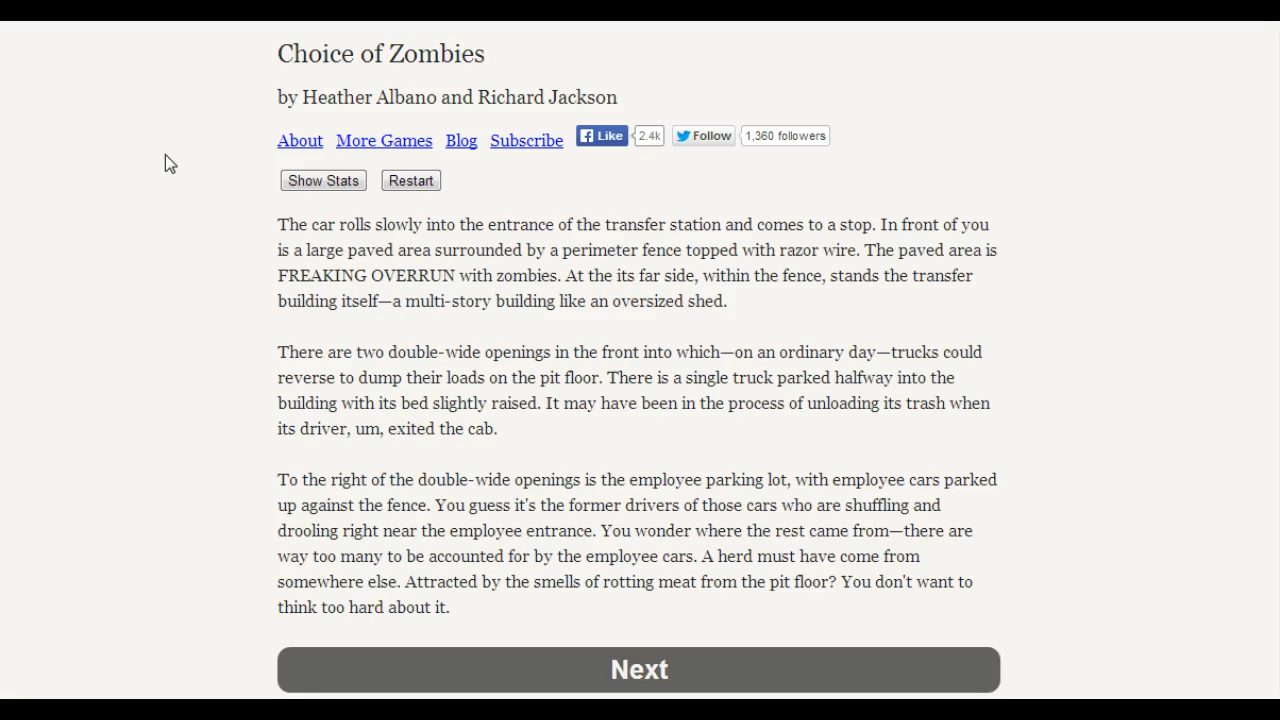 Choice of Zombies
by Heather Albano and Richard Jackson
About More Games Blog Subscribe Like 2.4k Follow 1,360 followers
Show Stats Restart
The car rolls slowly into the entrance of the transfer station and comes to a stop. In front of you
is a large paved area surrounded by a perimeter fence topped with razor wire. The paved area is
FREAKING OVERRUN with zombies. At the its far side, within the fence, stands the transfer
building itself—a multi-story building like an oversized shed.
There are two double-wide openings in the front into which—on an ordinary day—trucks could
reverse to dump their loads on the pit floor. There is a single truck parked halfway into the
building with its bed slightly raised. It may have been in the process of unloading its trash when
its driver, um, exited the cab.
To the right of the double-wide openings is the employee parking lot, with employee cars parked
up against the fence. You guess it's the former drivers of those cars who are shuffling and
drooling right near the employee entrance. You wonder where the rest came from—there are
way too many to be accounted for by the employee cars. A herd must have come from
somewhere else. Attracted by the smells of rotting meat from the pit floor? You don't want to
think too hard about it.
Next